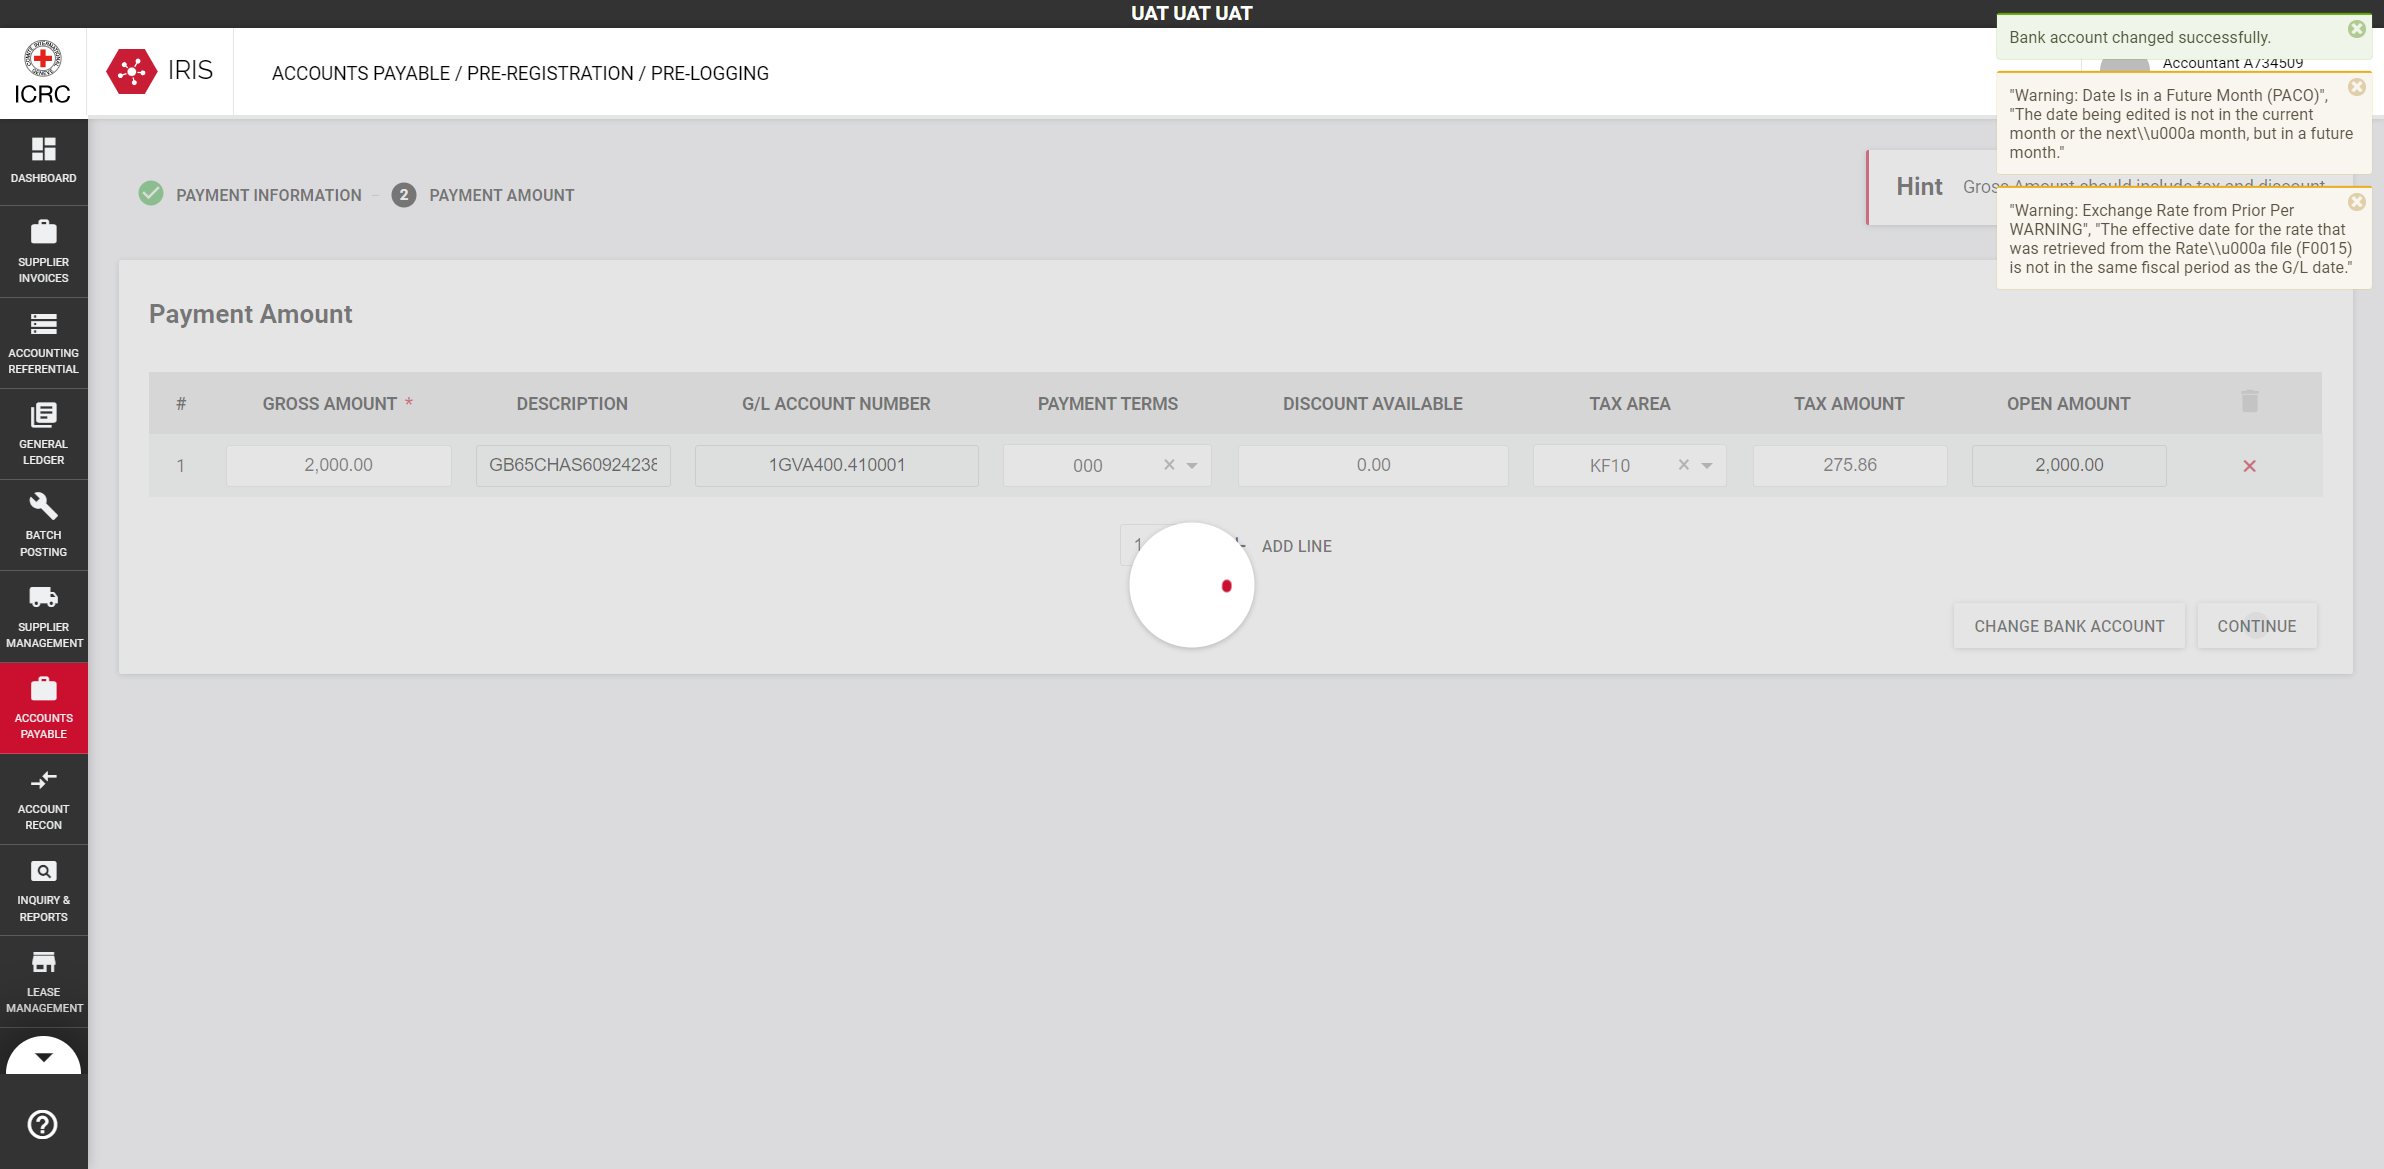 UAT UAT UAT
ICRC
IRIS
ACCOUNTS PAYABLE / PRE-REGISTRATION / PRE-LOGGING
Accountant A734509
Bank account changed successfully.
"Warning: Date Is in a Future Month (PACO)",
"The date being edited is not in the current
month or the next\\u000a month, but in a future
month."
"Warning: Exchange Rate from Prior Per
WARNING", "The effective date for the rate that
was retrieved from the Rate\\u000a file (F0015)
is not in the same fiscal period as the G/L date."
DASHBOARD
SUPPLIER
INVOICES
ACCOUNTING
REFERENTIAL
GENERAL
LEDGER
BATCH
POSTING
SUPPLIER
MANAGEMENT
ACCOUNTS
PAYABLE
ACCOUNT
RECON
INQUIRY &
REPORTS
LEASE
MANAGEMENT
PAYMENT INFORMATION
2 PAYMENT AMOUNT
Hint Gross Amount should include tax and discount
Payment Amount
# GROSS AMOUNT * DESCRIPTION G/L ACCOUNT NUMBER PAYMENT TERMS DISCOUNT AVAILABLE TAX AREA TAX AMOUNT OPEN AMOUNT
1 2,000.00 GB65CHAS60924238 1GVA400.410001 000 0.00 KF10 275.86 2,000.00
1 ADD LINE
CHANGE BANK ACCOUNT CONTINUE